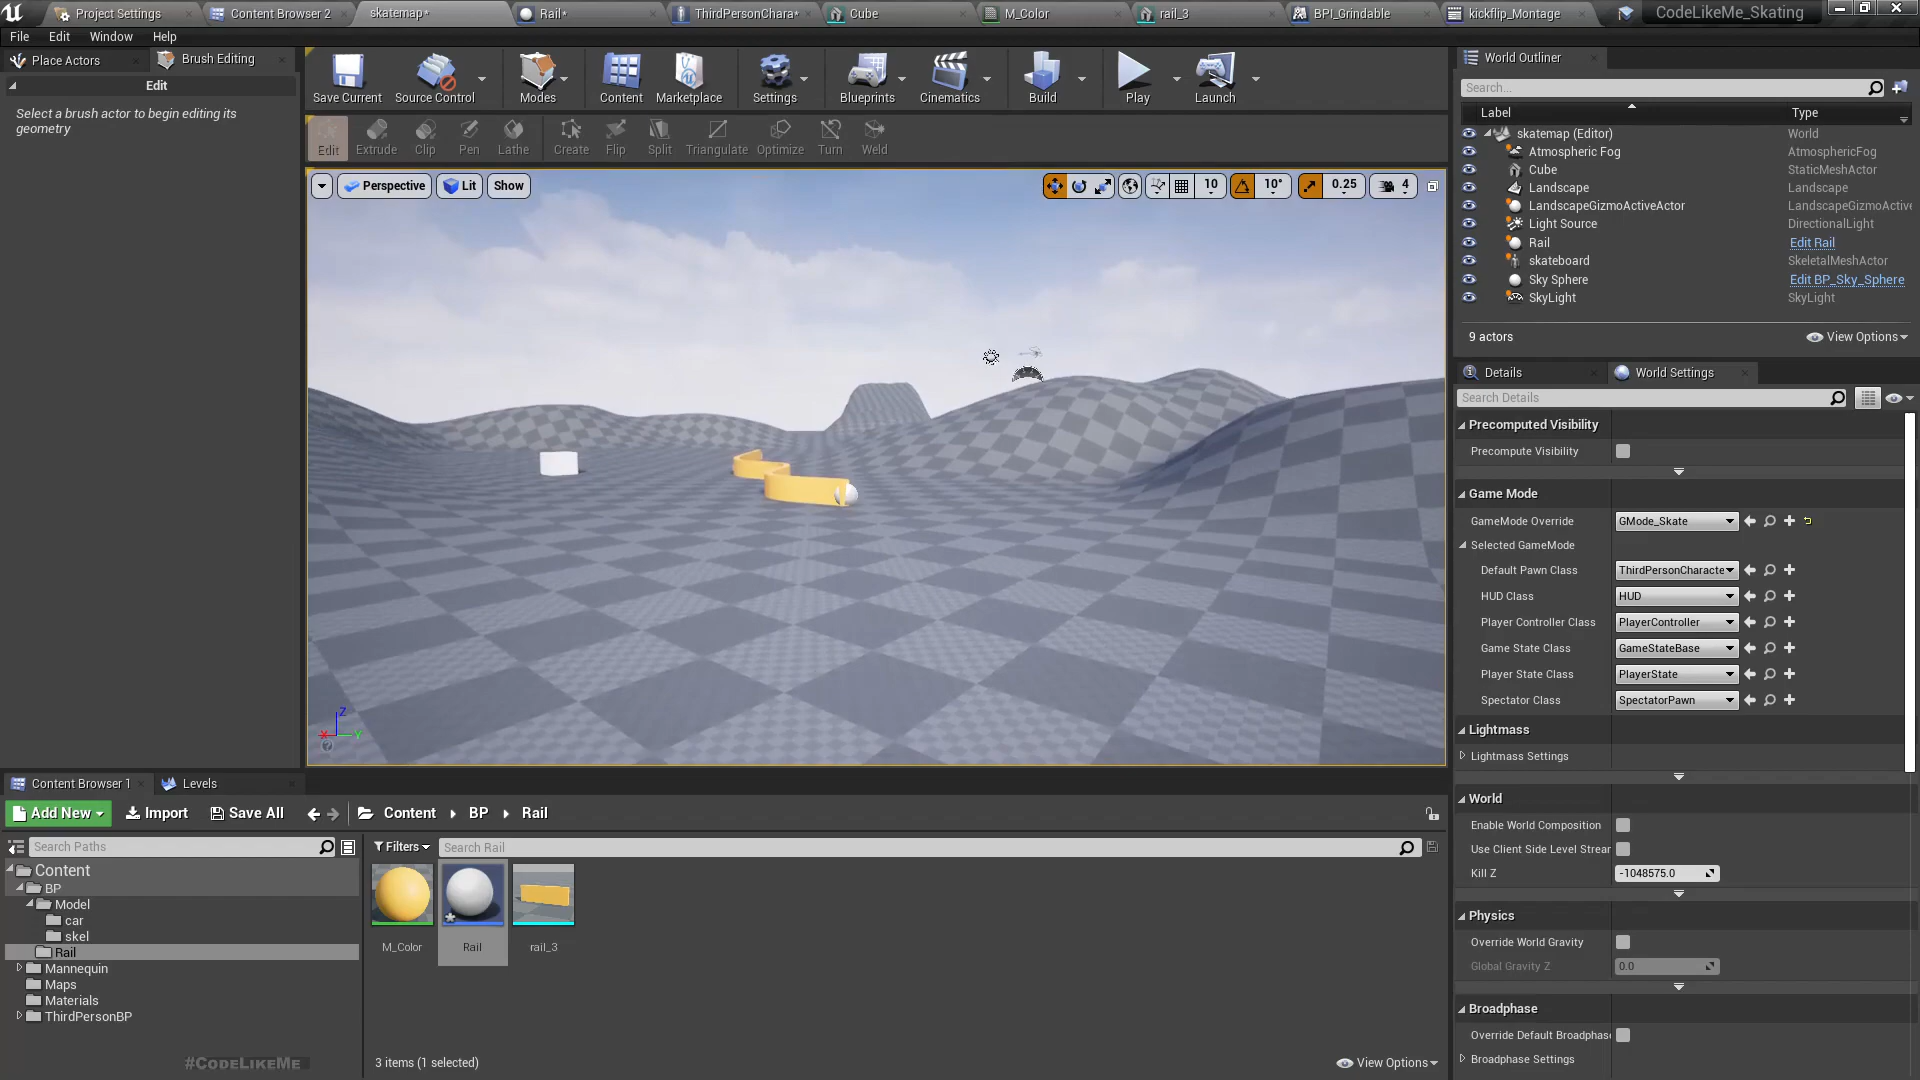 Project Settings
Content Browser 2
skatemap*
Rail*
ThirdPersonChara*
Cube
M_Color
rail_3
BPI_Grindable
kickflip_Montage
CodeLikeMe_Skating
File Edit Window Help
Place Actors
Brush Editing
Edit
Select a brush actor to begin editing its
geometry
Save Current
Source Control
Modes
Content
Marketplace
Settings
Blueprints
Cinematics
Build
Play
Launch
Edit Extrude Clip Pen Lathe Create Flip Split Triangulate Optimize Turn Weld
Perspective Lit Show
10 10° 0.25 4
Z
X Y
World Outliner
Search...
Label Type
skatemap (Editor) World
Atmospheric Fog AtmosphericFog
Cube StaticMeshActor
Landscape Landscape
LandscapeGizmoActiveActor LandscapeGizmoActive
Light Source DirectionalLight
Rail Edit Rail
skateboard SkeletalMeshActor
Sky Sphere Edit BP_Sky_Sphere
SkyLight SkyLight
9 actors View Options
Details
World Settings
Search Details
Precomputed Visibility
Precompute Visibility
Game Mode
GameMode Override GMode_Skate
Selected GameMode
Default Pawn Class ThirdPersonCharacte
HUD Class HUD
Player Controller Class PlayerController
Game State Class GameStateBase
Player State Class PlayerState
Spectator Class SpectatorPawn
Lightmass
Lightmass Settings
World
Enable World Composition
Use Client Side Level Strear
Kill Z -1048575.0
Physics
Override World Gravity
Global Gravity Z 0.0
Broadphase
Override Default Broadphas
Broadphase Settings
Content Browser 1
Levels
Add New Import Save All Content BP Rail
Search Paths
Filters Search Rail
Content
BP
Model
car
skel
Rail
Mannequin
Maps
Materials
ThirdPersonBP
M_Color
Rail
rail_3
#CodeLikeMe
3 items (1 selected)
View Options